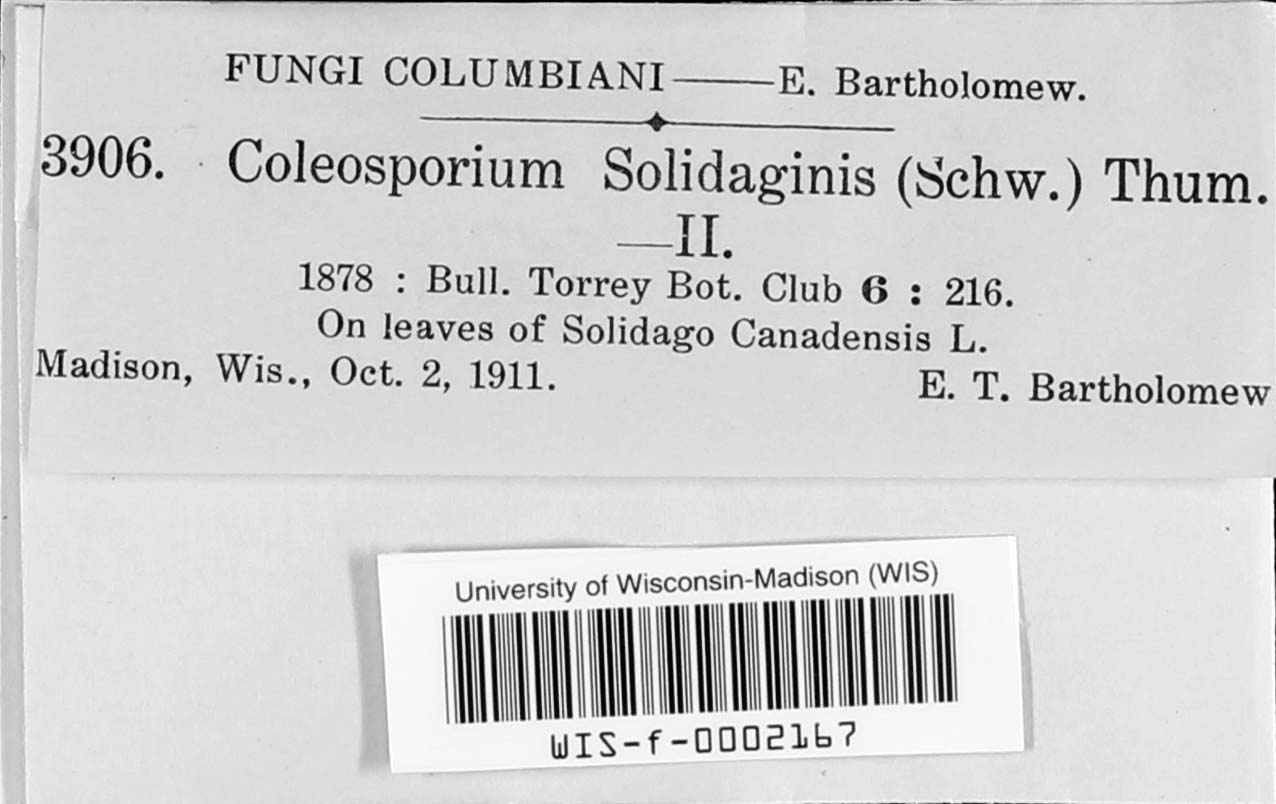 FUNGI COLUMBIANI——E. Bartholomew.
3906. Coleosporium Solidaginis (Schw.) Thum.
—II.
1878 : Bull. Torrey Bot. Club 6 : 216.
On leaves of Solidago Canadensis L.
Madison, Wis., Oct. 2, 1911. E. T. Bartholomew
University of Wisconsin-Madison (WIS)
WIS-f-0002167